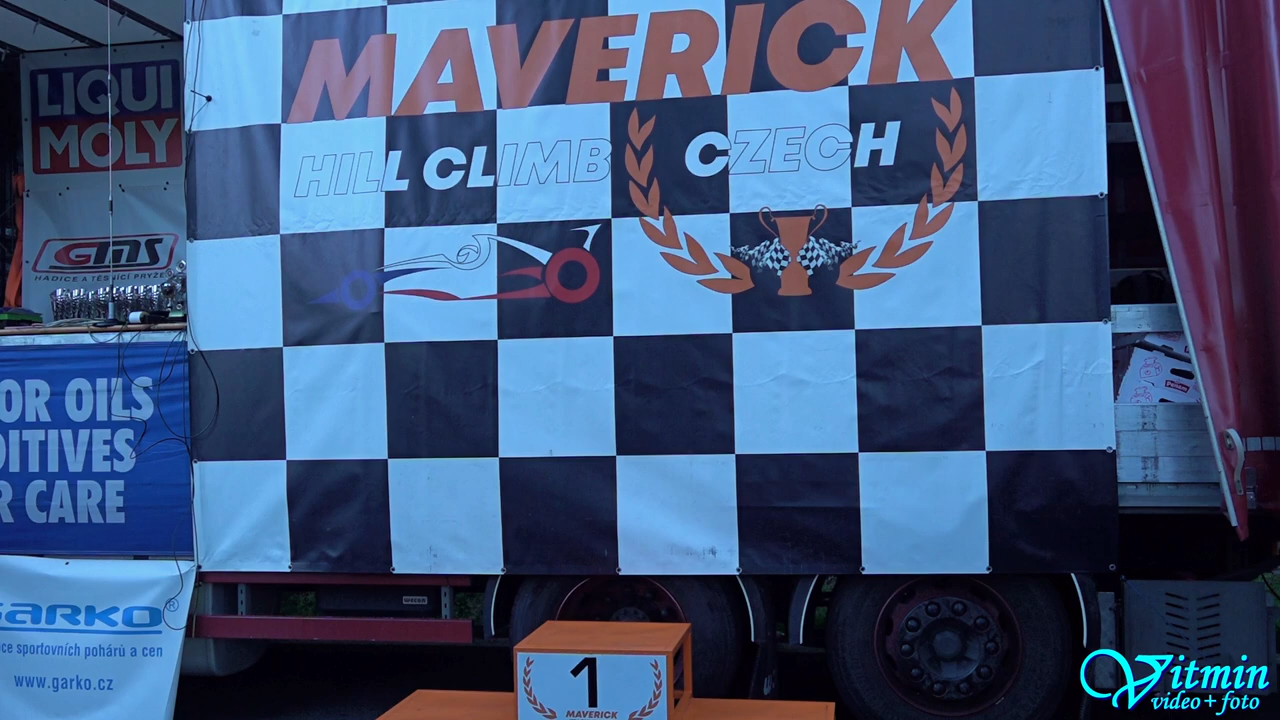 LIQUI
MOLY
GMS
HADICE A TĚSNÍCÍ PRYŽE
MAVERICK
HILL CLIMB CZECH
OR OILS
DITIVES
R CARE
GARKO®
ce sportovních pohárů a cen
www.garko.cz
1
MAVERICK
Vitmin
video+foto